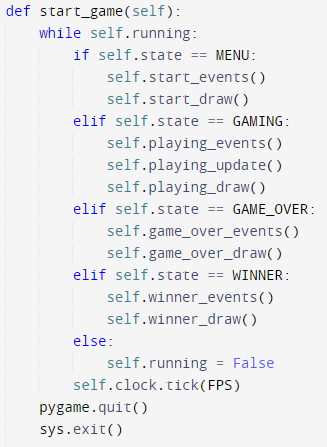 def start_game(self):
    while self.running:
        if self.state == MENU:
            self.start_events()
            self.start_draw()
        elif self.state == GAMING:
            self.playing_events()
            self.playing_update()
            self.playing_draw()
        elif self.state == GAME_OVER:
            self.game_over_events()
            self.game_over_draw()
        elif self.state == WINNER:
            self.winner_events()
            self.winner_draw()
        else:
            self.running = False
        self.clock.tick(FPS)
    pygame.quit()
    sys.exit()